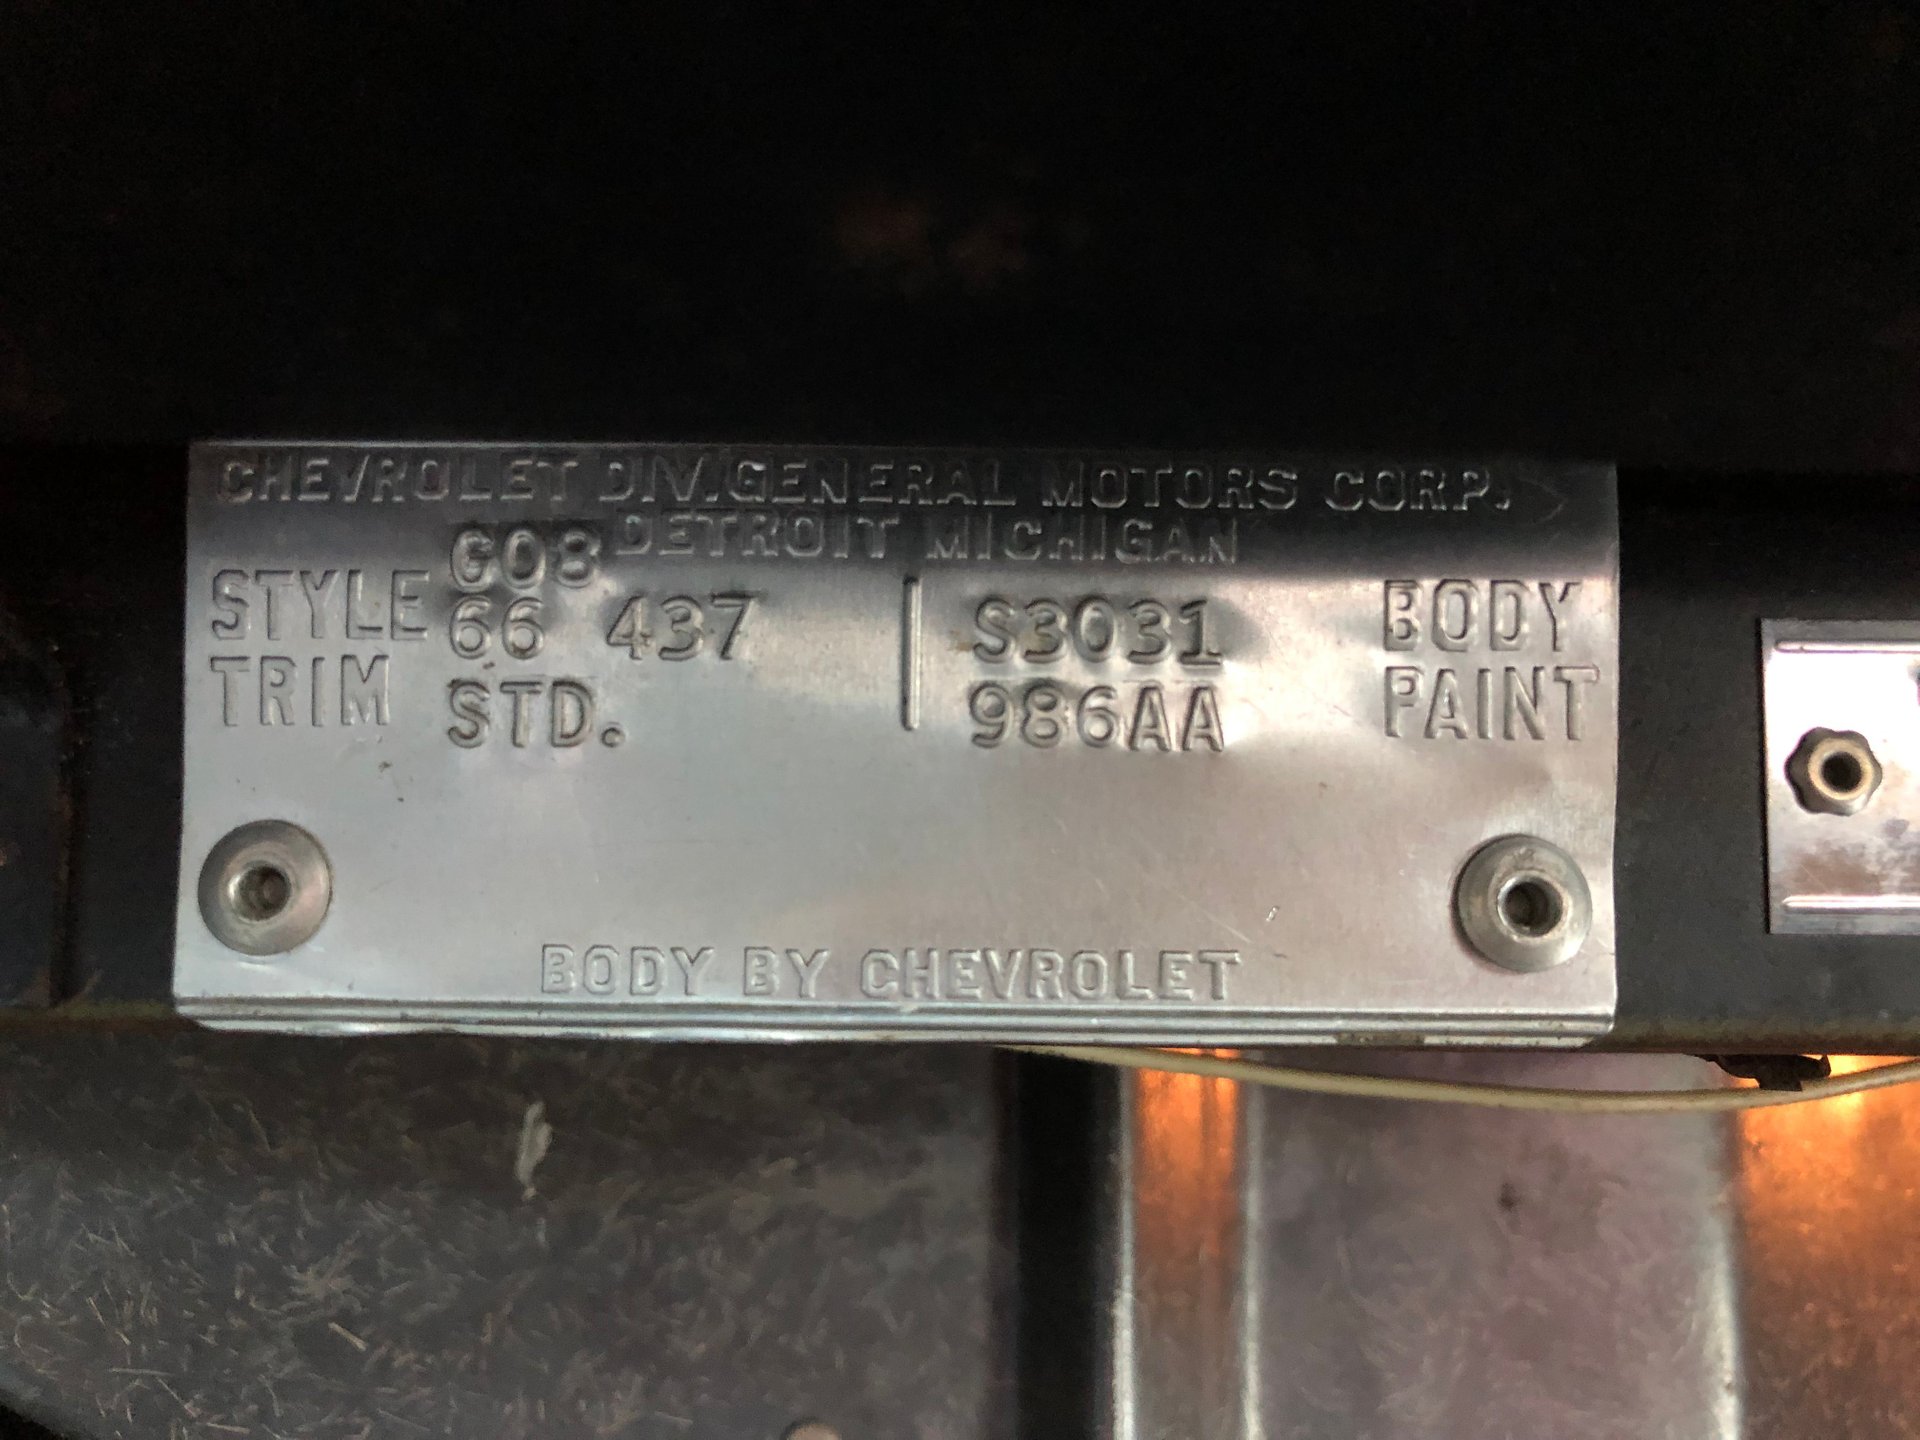 CHEVROLET DIV.GENERAL MOTORS CORP.
DETROIT MICHIGAN
G08
STYLE 66 437 | S3031 BODY
TRIM STD. 986AA PAINT
BODY BY CHEVROLET